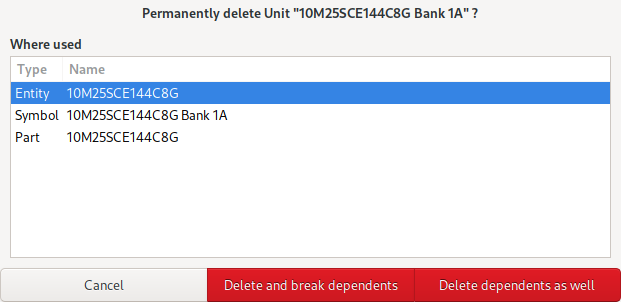 Permanently delete Unit "10M25SCE144C8G Bank 1A" ?
Where used
Type Name
Entity 10M25SCE144C8G
Symbol 10M25SCE144C8G Bank 1A
Part 10M25SCE144C8G
Cancel Delete and break dependents Delete dependents as well